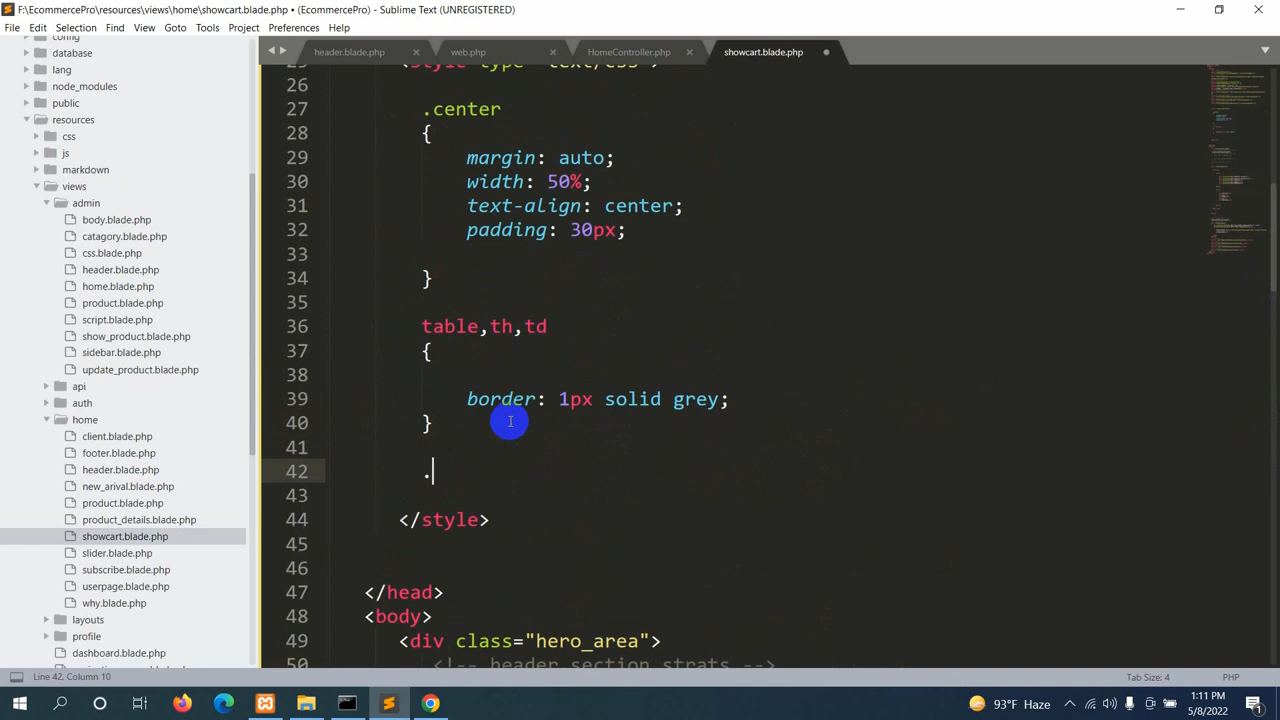 F:\EcommercePro\resources\views\home\showcart.blade.php • (EcommercePro) - Sublime Text (UNREGISTERED)
File Edit Selection Find View Goto Tools Project Preferences Help
header.blade.php
web.php
HomeController.php
showcart.blade.php
config
database
lang
node_modules
public
resources
css
js
markdown
views
admin
body.blade.php
catagory.blade.php
css.blade.php
header.blade.php
home.blade.php
product.blade.php
script.blade.php
show_product.blade.php
sidebar.blade.php
update_product.blade.php
api
auth
home
client.blade.php
footer.blade.php
header.blade.php
new_arival.blade.php
product.blade.php
product_details.blade.php
showcart.blade.php
slider.blade.php
subscribe.blade.php
userpage.blade.php
why.blade.php
layouts
profile
dashboard.blade.php
25 <style type="text/css">
26
27 .center
28 {
29 margin: auto;
30 width: 50%;
31 text-align: center;
32 padding: 30px;
33
34 }
35
36 table,th,td
37 {
38
39 border: 1px solid grey;
40 }
41
42 .
43
44 </style>
45
46
47 </head>
48 <body>
49 <div class="hero_area">
50 <!-- header section strats -->
Line 42, Column 10
Tab Size: 4
PHP
93°F Haze
1:11 PM
5/8/2022